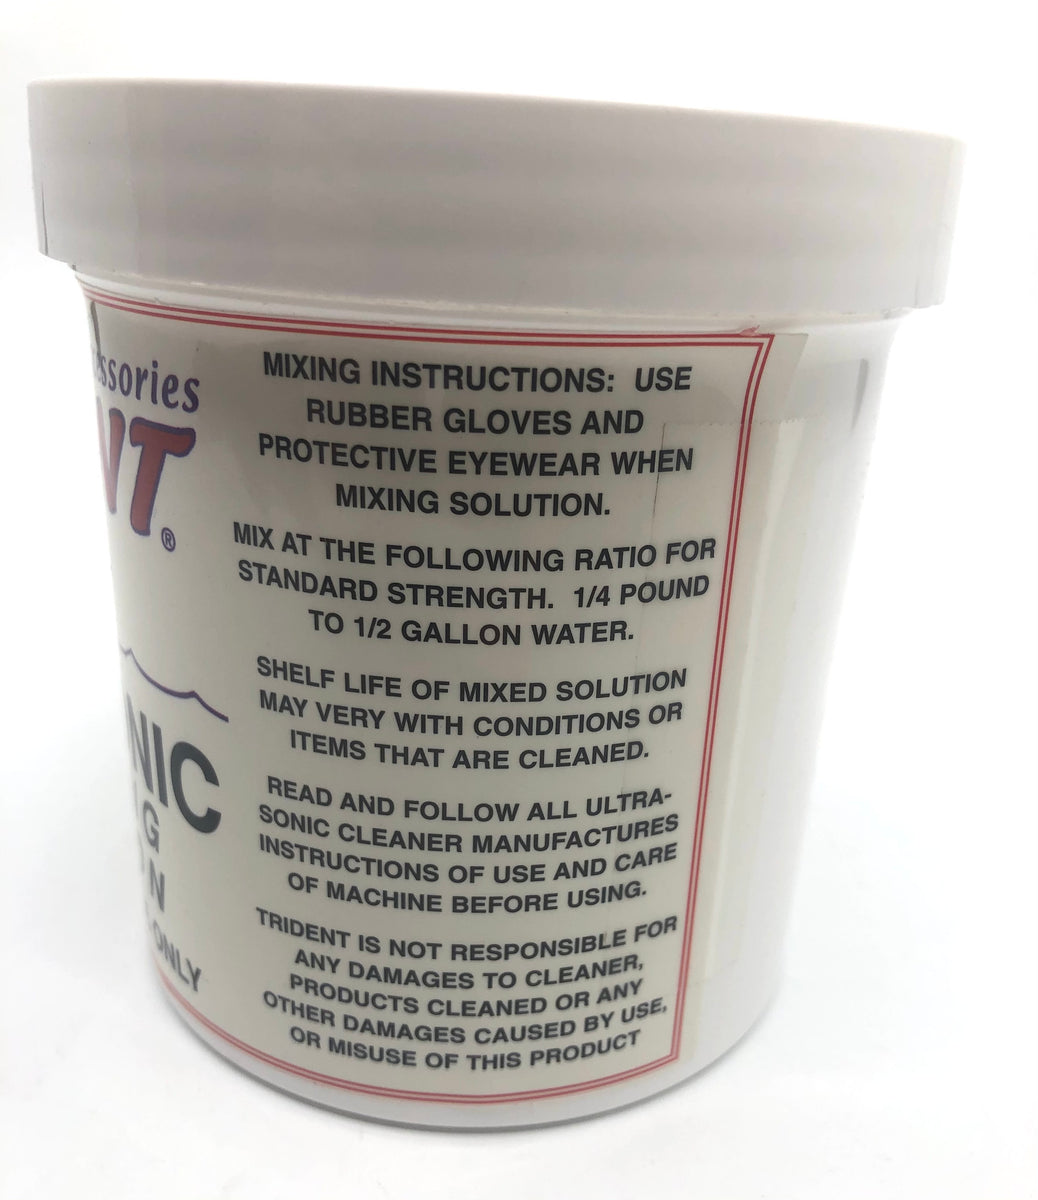 ssories
NT
®
NIC
G
N
ONLY
MIXING INSTRUCTIONS: USE
RUBBER GLOVES AND
PROTECTIVE EYEWEAR WHEN
MIXING SOLUTION.
MIX AT THE FOLLOWING RATIO FOR
STANDARD STRENGTH. 1/4 POUND
TO 1/2 GALLON WATER.
SHELF LIFE OF MIXED SOLUTION
MAY VERY WITH CONDITIONS OR
ITEMS THAT ARE CLEANED.
READ AND FOLLOW ALL ULTRA-
SONIC CLEANER MANUFACTURES
INSTRUCTIONS OF USE AND CARE
OF MACHINE BEFORE USING.
TRIDENT IS NOT RESPONSIBLE FOR
ANY DAMAGES TO CLEANER,
PRODUCTS CLEANED OR ANY
OTHER DAMAGES CAUSED BY USE,
OR MISUSE OF THIS PRODUCT